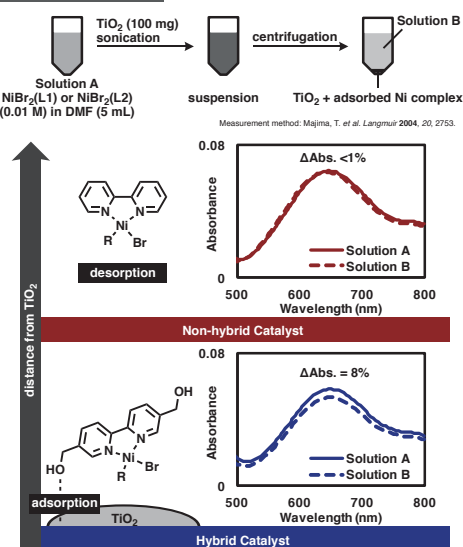 TiO2 (100 mg)
sonication
centrifugation
Solution B
Solution A
NiBr2(L1) or NiBr2(L2)
(0.01 M) in DMF (5 mL)
suspension
TiO2 + adsorbed Ni complex
Measurement method: Majima, T. et al. Langmuir 2004, 20, 2753.
distance from TiO2
N
N
Ni
R
Br
desorption
0.08
ΔAbs. <1%
Absorbance
Solution A
Solution B
0
500
600
700
800
Wavelength (nm)
Non-hybrid Catalyst
OH
N
N
Ni
R
Br
HO
adsorption
TiO2
0.08
ΔAbs. = 8%
Absorbance
Solution A
Solution B
0
500
600
700
800
Wavelength (nm)
Hybrid Catalyst